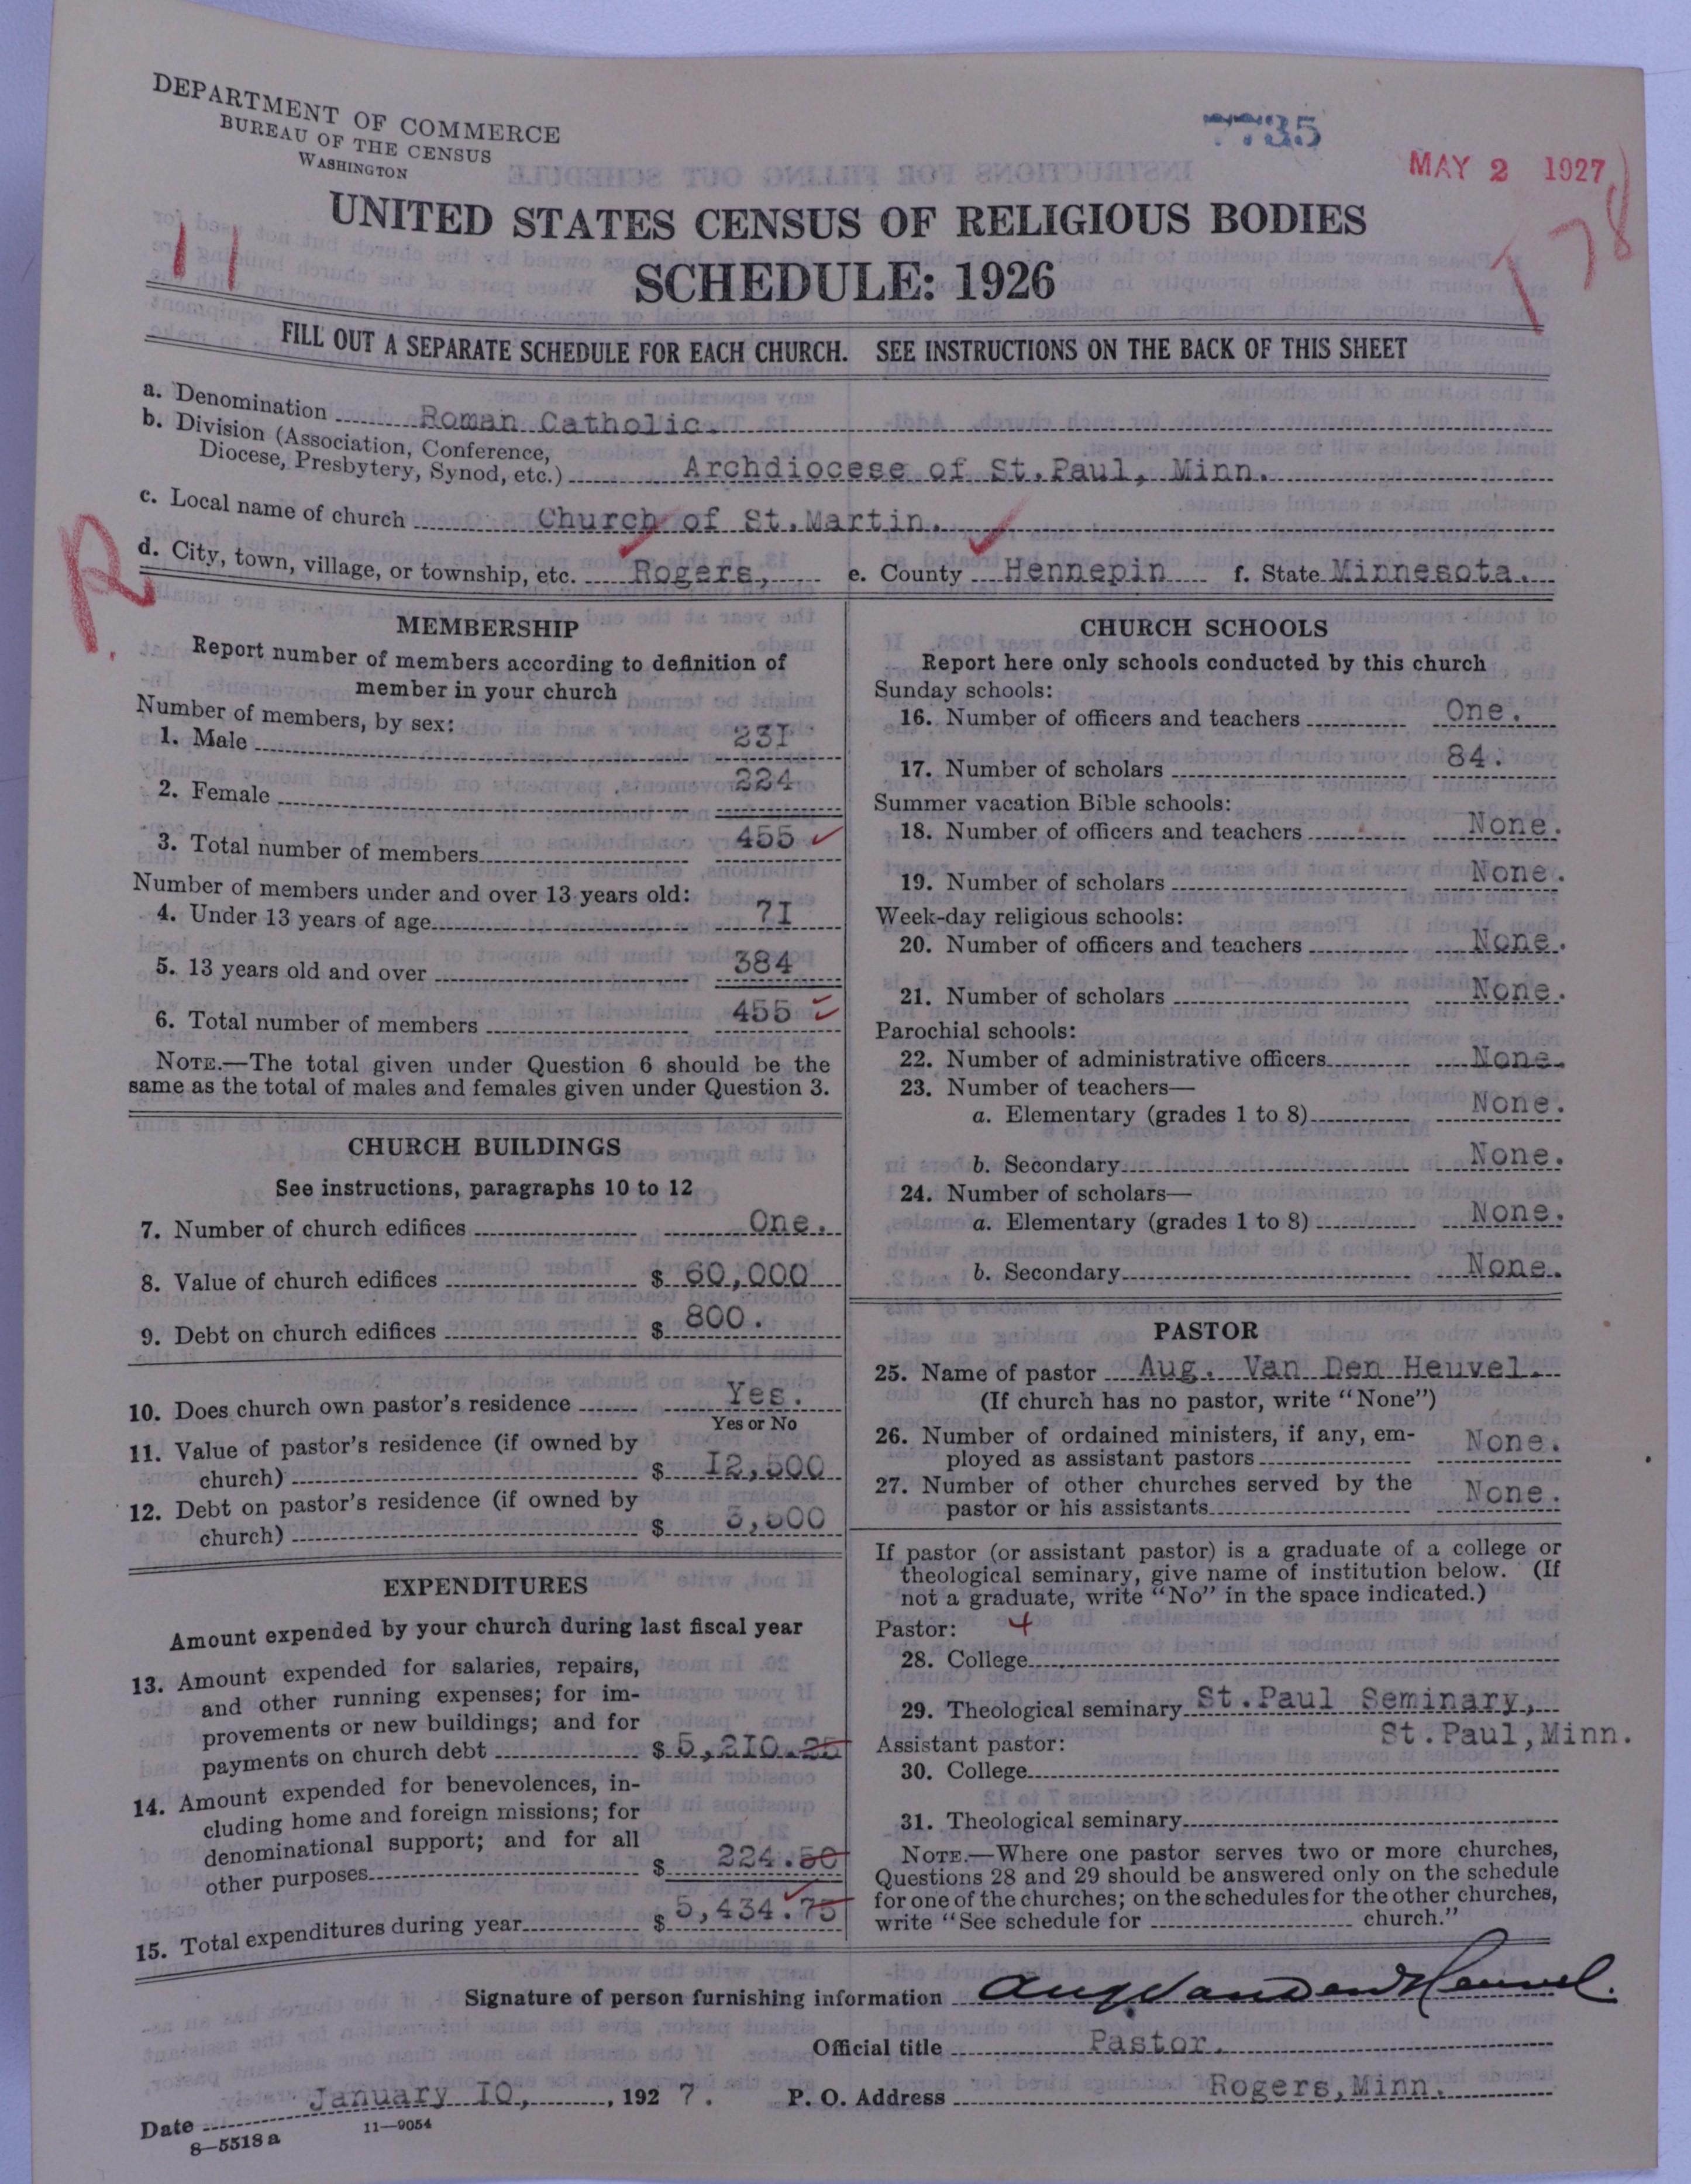 DEPARTMENT OF COMMERCE
BUREAU OF THE CENSUS
WASHINGTON
7735
MAY 2 1927
178
11
UNITED STATES CENSUS OF RELIGIOUS BODIES
SCHEDULE: 1926
FILL OUT A SEPARATE SCHEDULE FOR EACH CHURCH. SEE INSTRUCTIONS ON THE BACK OF THIS SHEET
a. Denomination Roman Catholic.
b. Division (Association, Conference,
Diocese, Presbytery, Synod, etc.) Archdiocese of St.Paul, Minn.
c. Local name of church Church of St.Martin.
R.
d. City, town, village, or township, etc. Rogers, e. County Hennepin f. State Minnesota.
MEMBERSHIP
Report number of members according to definition of
member in your church
Number of members, by sex:
1. Male 231
2. Female 224
3. Total number of members 455
Number of members under and over 13 years old:
4. Under 13 years of age 71
5. 13 years old and over 384
6. Total number of members 455
NOTE.—The total given under Question 6 should be the
same as the total of males and females given under Question 3.
CHURCH BUILDINGS
See instructions, paragraphs 10 to 12
7. Number of church edifices One.
8. Value of church edifices $ 60,000
9. Debt on church edifices $ 800.
10. Does church own pastor's residence Yes.
Yes or No
11. Value of pastor's residence (if owned by
church) $ 12,500
12. Debt on pastor's residence (if owned by
church) $ 3,500
EXPENDITURES
Amount expended by your church during last fiscal year
13. Amount expended for salaries, repairs,
and other running expenses; for im-
provements or new buildings; and for
payments on church debt $ 5,210.25
14. Amount expended for benevolences, in-
cluding home and foreign missions; for
denominational support; and for all
other purposes $ 224.50
15. Total expenditures during year $ 5,434.75
CHURCH SCHOOLS
Report here only schools conducted by this church
Sunday schools:
16. Number of officers and teachers One.
17. Number of scholars 84.
Summer vacation Bible schools:
18. Number of officers and teachers None.
19. Number of scholars None.
Week-day religious schools:
20. Number of officers and teachers None.
21. Number of scholars None.
Parochial schools:
22. Number of administrative officers None.
23. Number of teachers—
a. Elementary (grades 1 to 8) None.
b. Secondary None.
24. Number of scholars—
a. Elementary (grades 1 to 8) None.
b. Secondary None.
PASTOR
25. Name of pastor Aug. Van Den Heuvel.
(If church has no pastor, write "None")
26. Number of ordained ministers, if any, em-
ployed as assistant pastors None.
27. Number of other churches served by the
pastor or his assistants None.
If pastor (or assistant pastor) is a graduate of a college or
theological seminary, give name of institution below. (If
not a graduate, write "No" in the space indicated.)
Pastor: 4
28. College
29. Theological seminary St.Paul Seminary,
St.Paul,Minn.
Assistant pastor:
30. College
31. Theological seminary
NOTE.—Where one pastor serves two or more churches,
Questions 28 and 29 should be answered only on the schedule
for one of the churches; on the schedules for the other churches,
write "See schedule for church."
Signature of person furnishing information Aug Van Den Heuvel.
Official title Pastor.
Date January 10, 1927. P. O. Address Rogers,Minn.
8—5518 a 11—9054